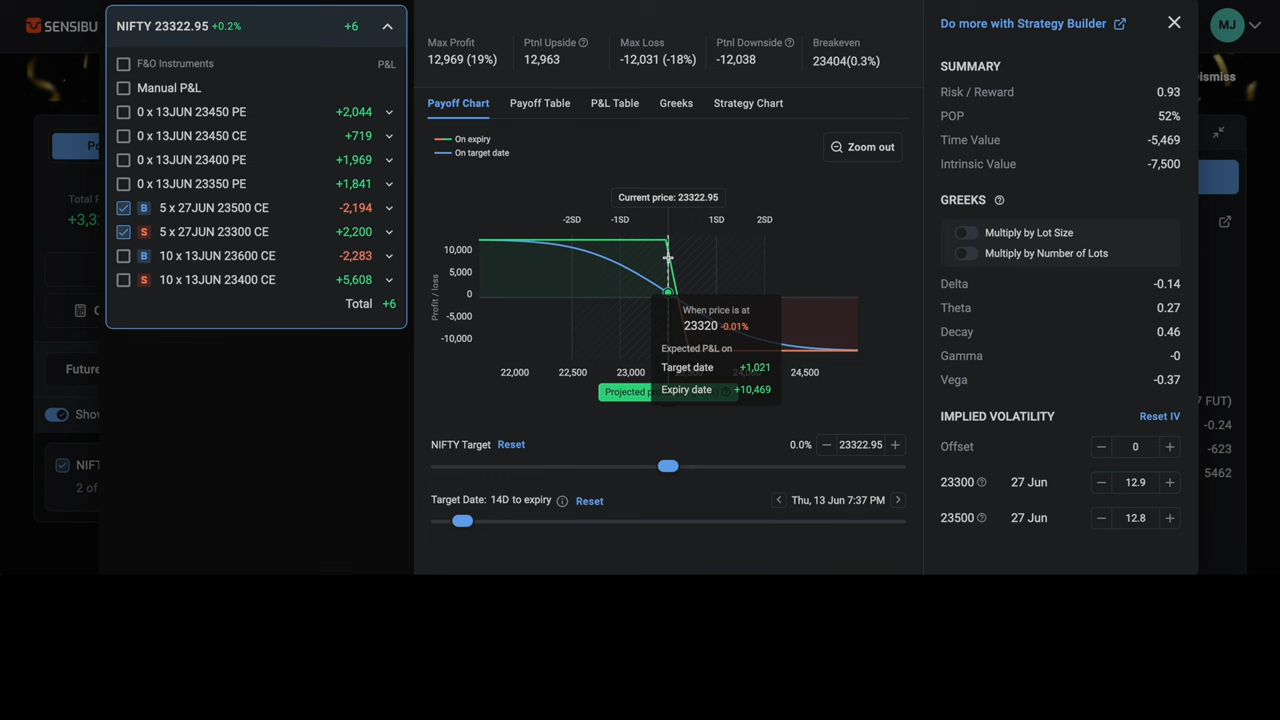 SENSIBU
NIFTY 23322.95 +0.2% +6
F&O Instruments P&L
Manual P&L
0 x 13JUN 23450 PE +2,044
0 x 13JUN 23450 CE +719
0 x 13JUN 23400 PE +1,969
0 x 13JUN 23350 PE +1,841
B 5 x 27JUN 23500 CE -2,194
S 5 x 27JUN 23300 CE +2,200
B 10 x 13JUN 23600 CE -2,283
S 10 x 13JUN 23400 CE +5,608
Total +6
Total
+3,3
Future
Show
NIFT
2 of
Max Profit Ptnl Upside Max Loss Ptnl Downside Breakeven
12,969 (19%) 12,963 -12,031 (-18%) -12,038 23404(0.3%)
Payoff Chart Payoff Table P&L Table Greeks Strategy Chart
On expiry
On target date
Zoom out
Current price: 23322.95
-2SD -1SD 1SD 2SD
Profit / loss
10,000
5,000
0
-5,000
-10,000
When price is at
23320 -0.01%
Expected P&L on
Target date +1,021
Expiry date +10,469
22,000 22,500 23,000 24,500
Projected
NIFTY Target Reset 0.0% 23322.95
Target Date: 14D to expiry Reset Thu, 13 Jun 7:37 PM
Do more with Strategy Builder
SUMMARY
Risk / Reward 0.93
POP 52%
Time Value -5,469
Intrinsic Value -7,500
GREEKS
Multiply by Lot Size
Multiply by Number of Lots
Delta -0.14
Theta 0.27
Decay 0.46
Gamma -0
Vega -0.37
IMPLIED VOLATILITY Reset IV
Offset 0
23300 27 Jun 12.9
23500 27 Jun 12.8
MJ
ismiss
FUT)
-0.24
-623
5462